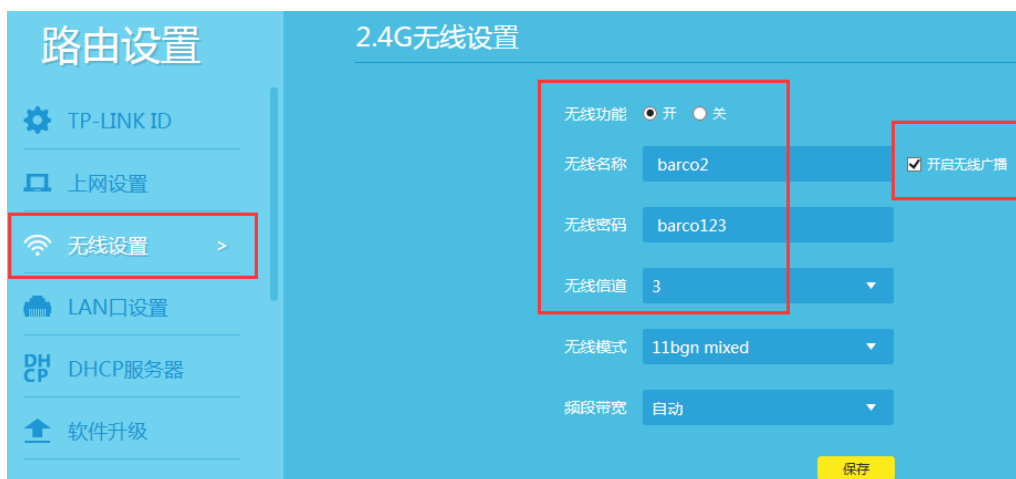 路由设置
TP-LINK ID
上网设置
无线设置 >
LAN口设置
DHCP
DHCP服务器
软件升级
2.4G无线设置
无线功能 开 关
无线名称 barco2 开启无线广播
无线密码 barco123
无线信道 3
无线模式 11bgn mixed
频段带宽 自动
保存